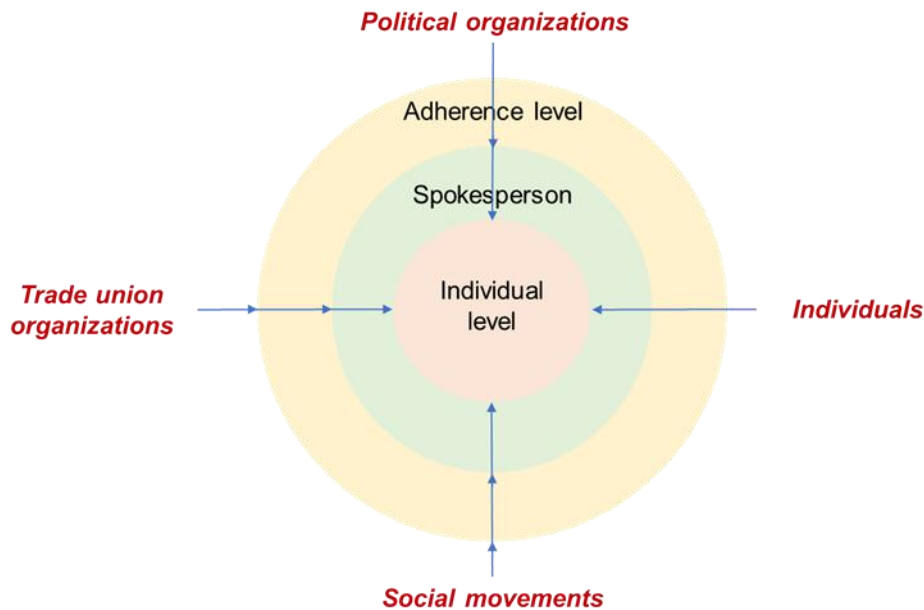 Political organizations
Adherence level
Spokesperson
Individual
level
Trade union
organizations
Individuals
Social movements